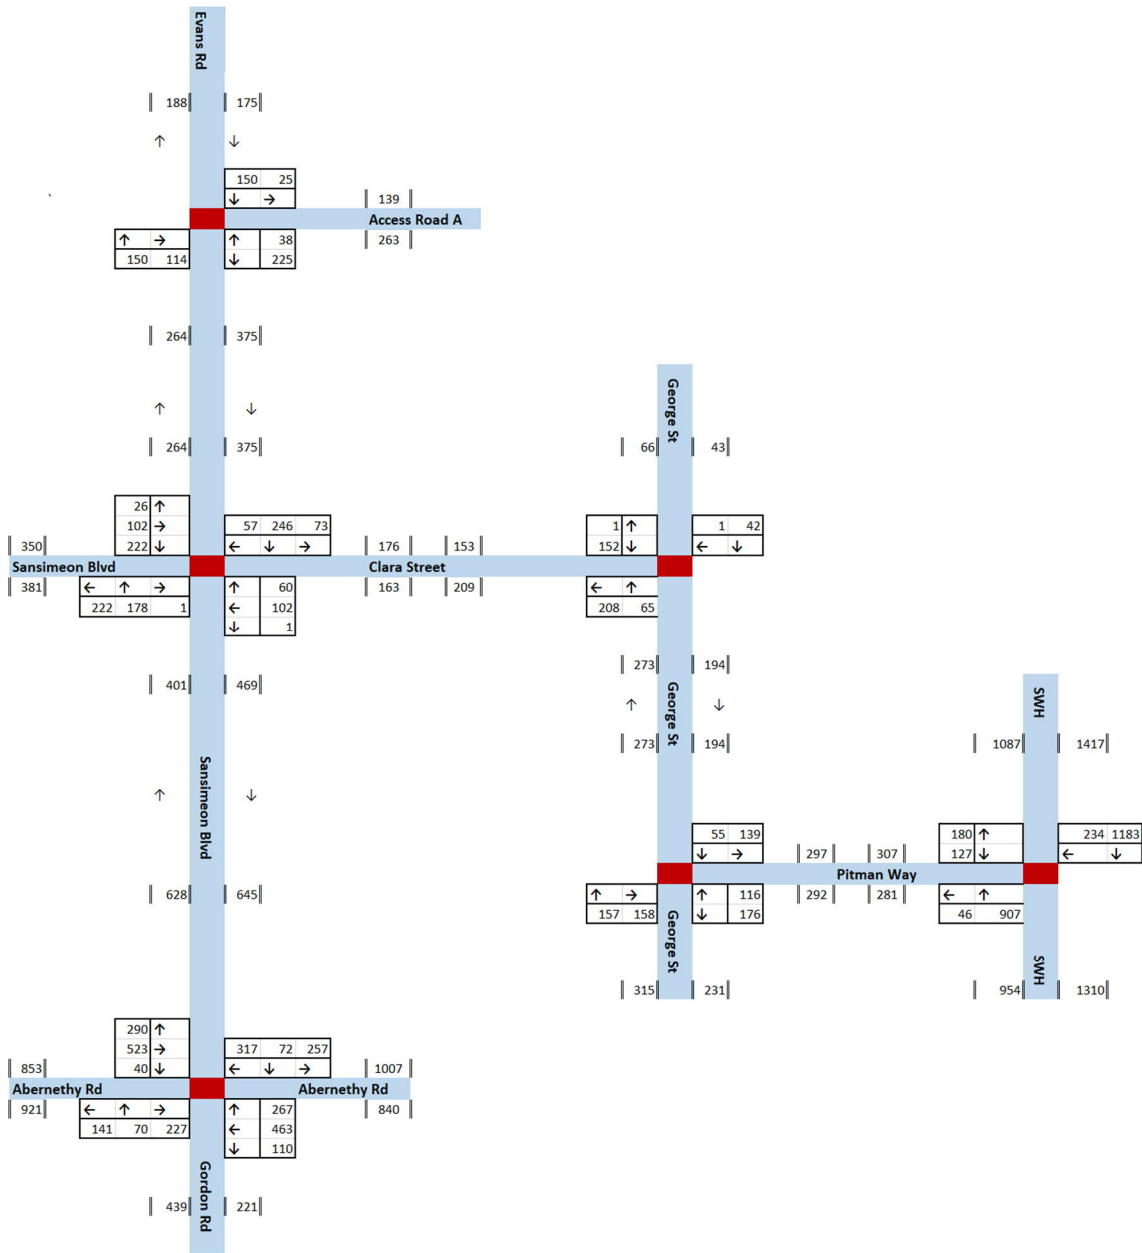 Evans Rd
188 175
↑ ↓
150 25
↓ →
139
Access Road A
↑ → ↑ 38
150 114 ↓ 225
263
264 375
↑ ↓
264 375
George St
66 43
26 ↑
102 →
222 ↓
57 246 73
← ↓ →
1 ↑
152 ↓
1 42
← ↓
350 176 153
Sansimeon Blvd Clara Street
381 163 209
← ↑ →
222 178 1
↑ 60
← 102
↓ 1
← ↑
208 65
401 469
273 194
↑ George St ↓
273 194
SWH
1087 1417
Sansimeon Blvd
↑ ↓
55 139
↓ →
180 ↑
127 ↓
234 1183
← ↓
297 307
Pitman Way
292 281
628 645
↑ →
157 158
↑ 116
↓ 176
← ↑
46 907
George St
315 231
SWH
954 1310
290 ↑
523 →
40 ↓
317 72 257
← ↓ →
853 1007
Abernethy Rd Abernethy Rd
921 840
← ↑ →
141 70 227
↑ 267
← 463
↓ 110
Gordon Rd
439 221